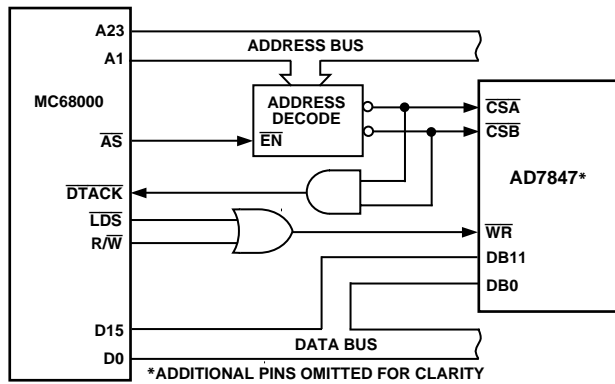 A23
ADDRESS BUS
A1
MC68000
ADDRESS
DECODE
CSA
CSB
AS
EN
AD7847*
DTACK
LDS
R/W
WR
DB11
DB0
D15
DATA BUS
D0
*ADDITIONAL PINS OMITTED FOR CLARITY